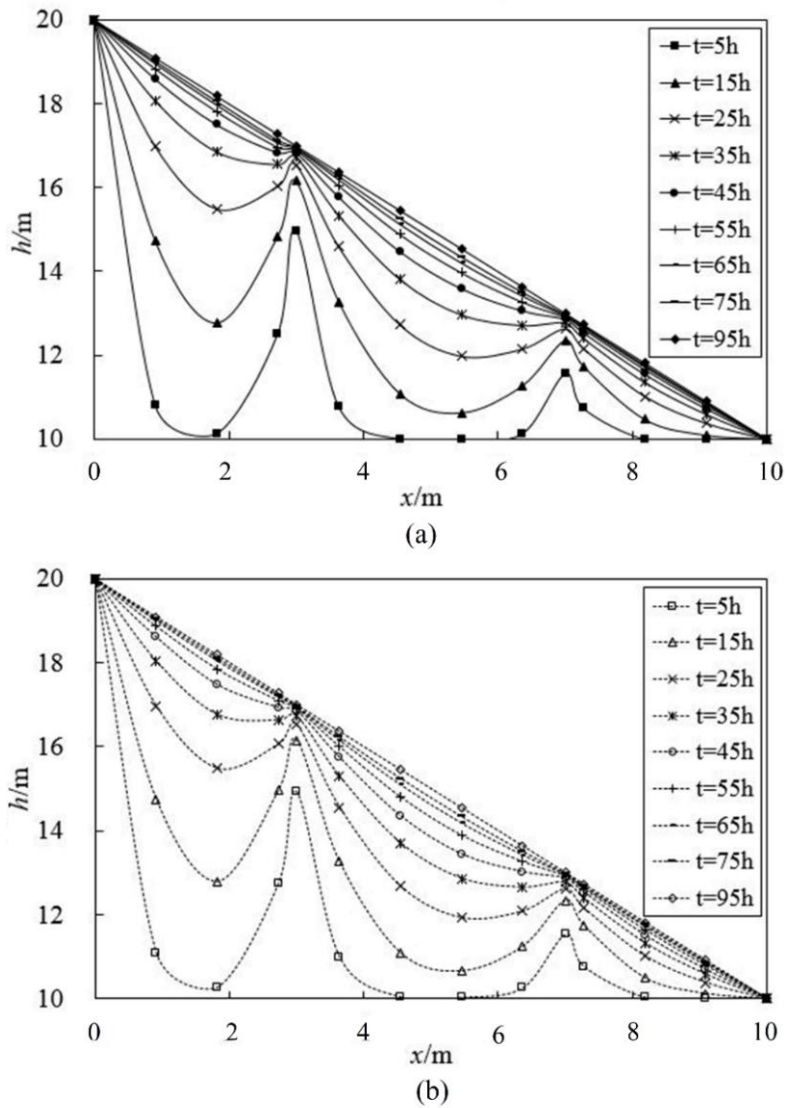 20
18
16
14
12
10
h/m
0
2
4
6
8
10
x/m
t=5h
t=15h
t=25h
t=35h
t=45h
t=55h
t=65h
t=75h
t=95h
(a)
20
18
16
14
12
10
h/m
0
2
4
6
8
10
x/m
t=5h
t=15h
t=25h
t=35h
t=45h
t=55h
t=65h
t=75h
t=95h
(b)